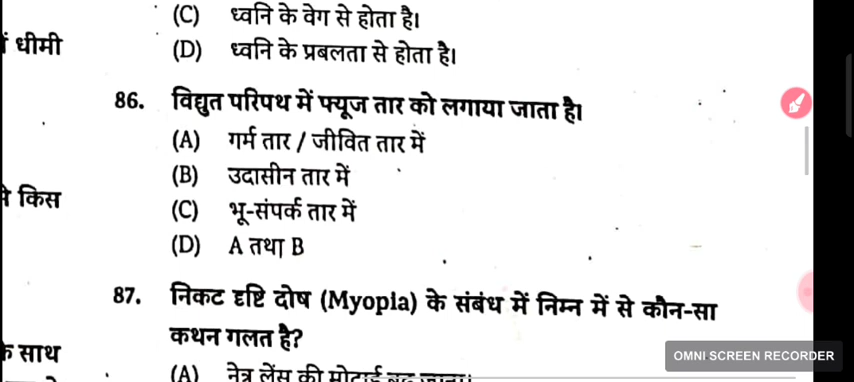 (C) ध्वनि के वेग से होता है।
धीमी
(D) ध्वनि के प्रबलता से होता है।
86. विद्युत परिपथ में फ्यूज तार को लगाया जाता है।
(A) गर्म तार / जीवित तार में
(B) उदासीन तार में
किस
(C) भू-संपर्क तार में
(D) A तथा B
87. निकट दृष्टि दोष (Myopia) के संबंध में निम्न में से कौन-सा
कथन गलत है?
के साथ
(A) नेत्र लेंस की मोटाई बढ़ जाना।
OMNI SCREEN RECORDER